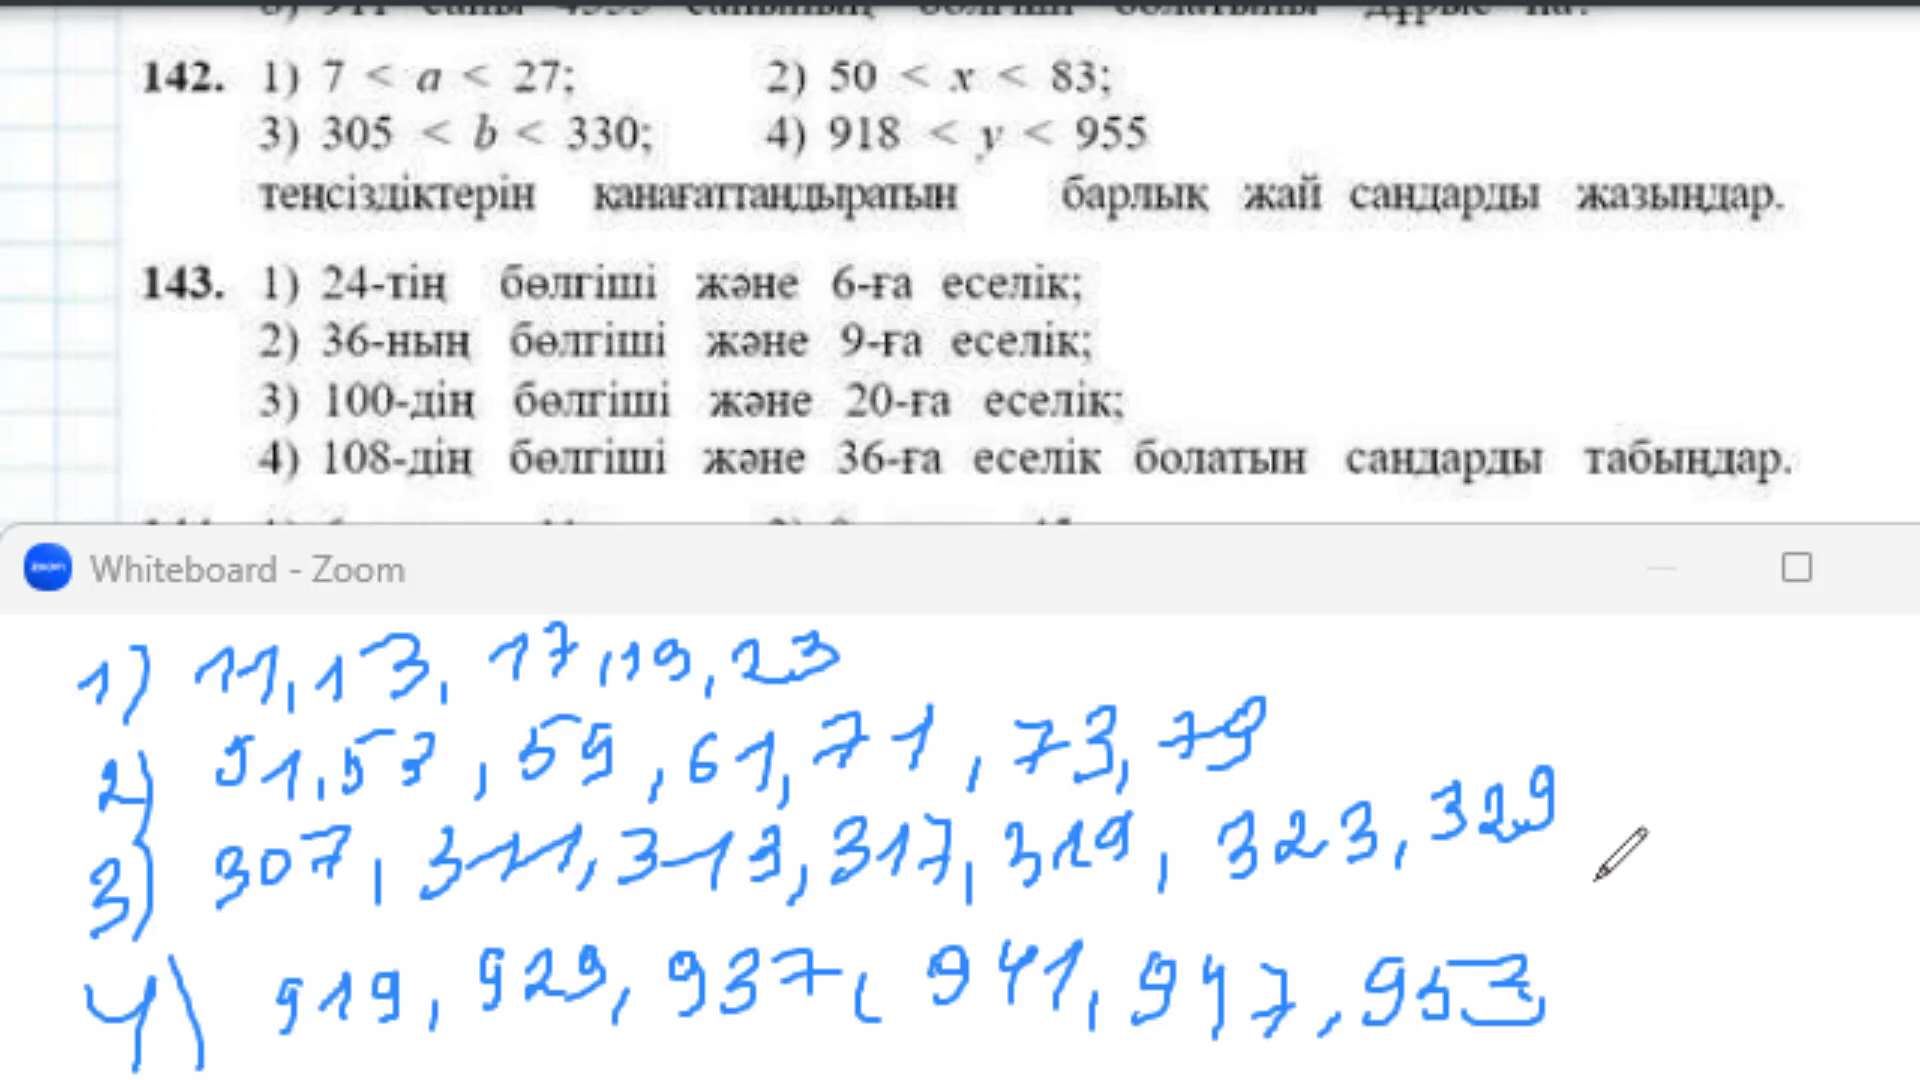 142. 1) 7 < a < 27; 2) 50 < x < 83;
3) 305 < b < 330; 4) 918 < y < 955
теңсіздіктерін қанағаттаңдыратын барлық жай сандарды жазыңдар.
143. 1) 24-тің бөлгіші және 6-ға еселік;
2) 36-ның бөлгіші және 9-ға еселік;
3) 100-дің бөлгіші және 20-ға еселік;
4) 108-дің бөлгіші және 36-ға еселік болатын сандарды табыңдар.
Whiteboard - Zoom
1) 11, 13, 17, 19, 23
2) 51, 53, 59, 61, 71, 73, 79
3) 307, 311, 313, 317, 319, 323, 329
4) 919, 929, 937, 941, 947, 953